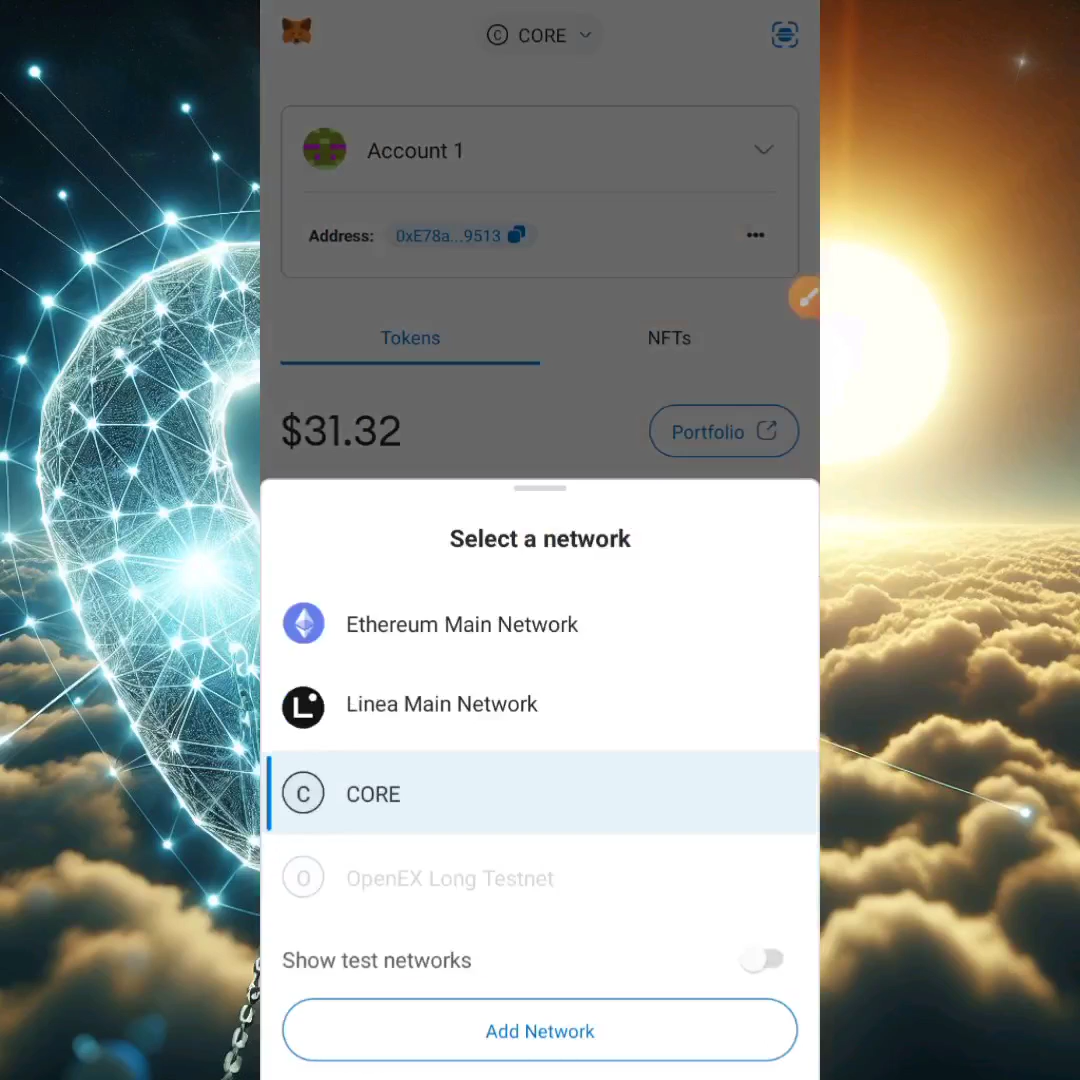 C CORE
Account 1
Address: 0xE78a...9513
Tokens NFTs
$31.32 Portfolio
Select a network
Ethereum Main Network
L Linea Main Network
C CORE
O OpenEX Long Testnet
Show test networks
Add Network